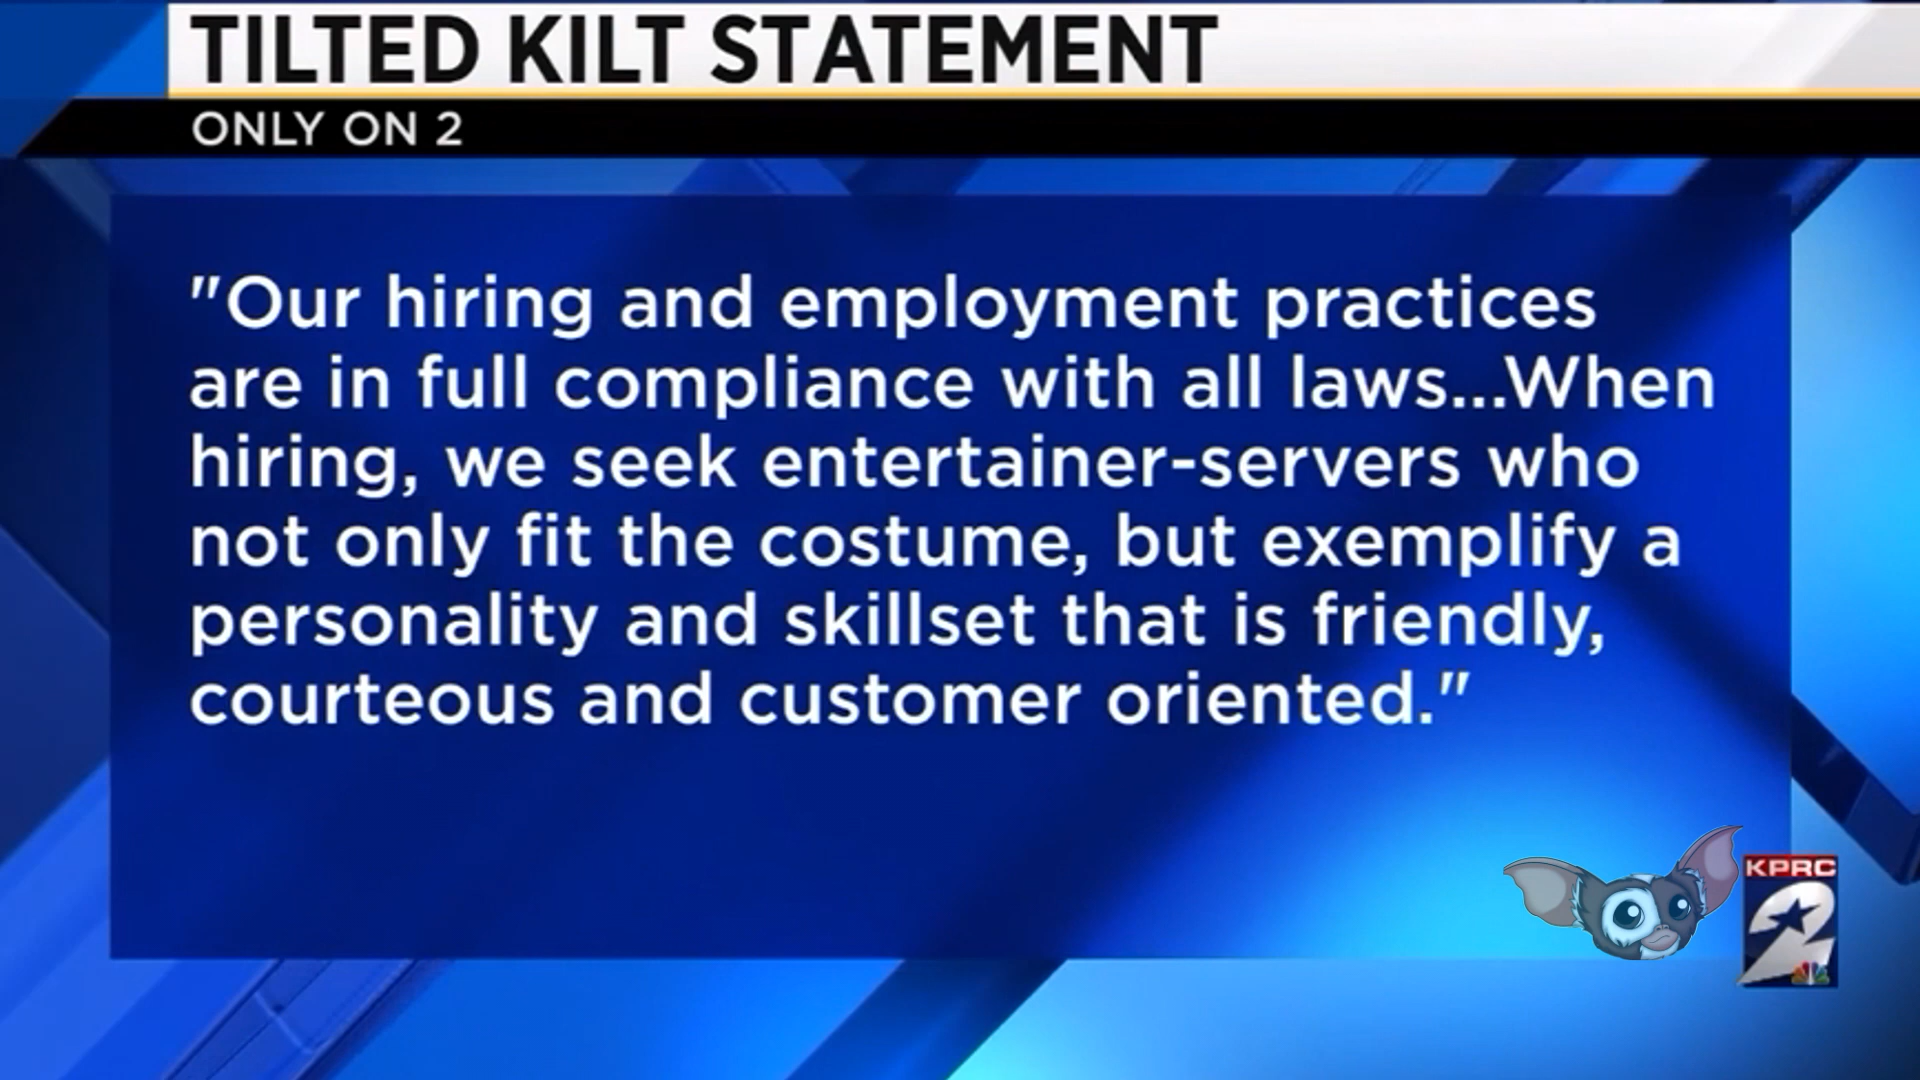 TILTED KILT STATEMENT
ONLY ON 2
"Our hiring and employment practices
are in full compliance with all laws...When
hiring, we seek entertainer-servers who
not only fit the costume, but exemplify a
personality and skillset that is friendly,
courteous and customer oriented."
KPRC
2